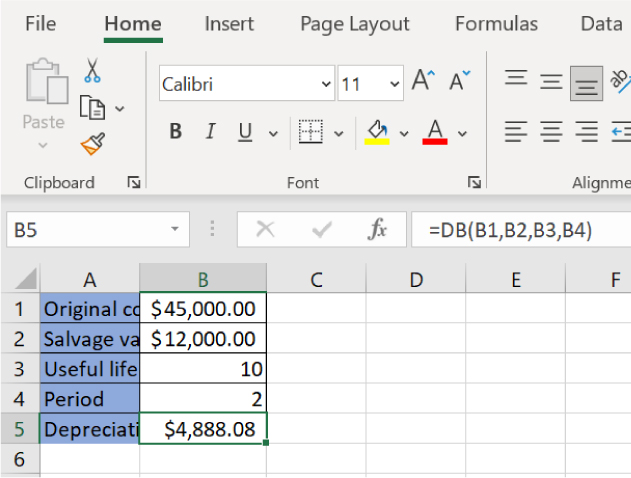 File Home Insert Page Layout Formulas Data
Calibri 11 A^ A˅ ab
Paste B I U A
Clipboard Font Alignme
B5 fx =DB(B1,B2,B3,B4)
A B C D E F
1 Original co $45,000.00
2 Salvage va $12,000.00
3 Useful life 10
4 Period 2
5 Depreciati $4,888.08
6